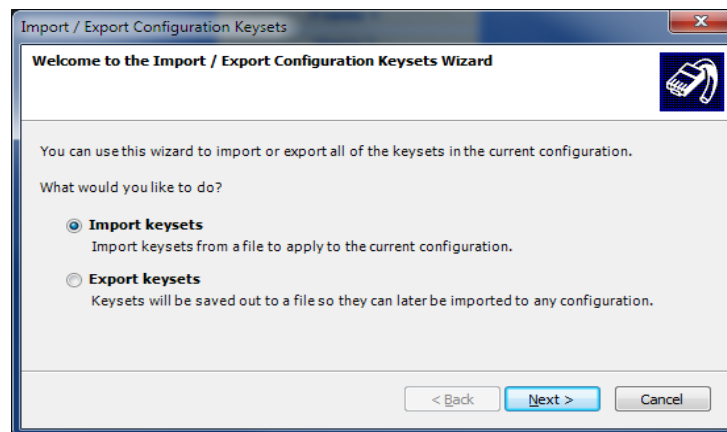 Import / Export Configuration Keysets
Welcome to the Import / Export Configuration Keysets Wizard
You can use this wizard to import or export all of the keysets in the current configuration.
What would you like to do?
Import keysets
Import keysets from a file to apply to the current configuration.
Export keysets
Keysets will be saved out to a file so they can later be imported to any configuration.
< Back Next > Cancel